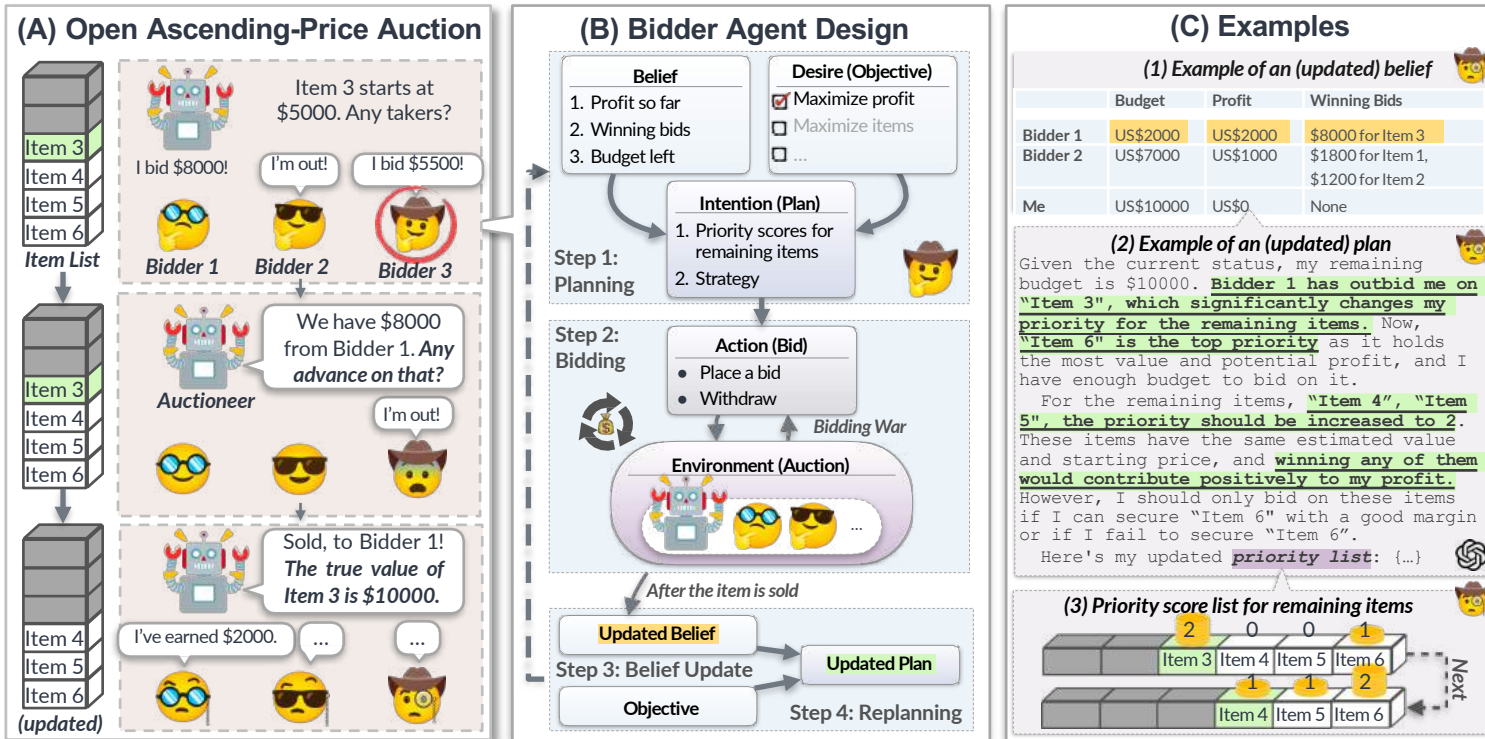 (A) Open Ascending-Price Auction
Item 3
Item 4
Item 5
Item 6
Item List
Item 3 starts at
$5000. Any takers?
I bid $8000!
I'm out!
I bid $5500!
Bidder 1
Bidder 2
Bidder 3
Item 3
Item 4
Item 5
Item 6
We have $8000
from Bidder 1. Any
advance on that?
Auctioneer
I'm out!
Item 4
Item 5
Item 6
(updated)
Sold, to Bidder 1!
The true value of
Item 3 is $10000.
I've earned $2000.
...
...
(B) Bidder Agent Design
Belief
1. Profit so far
2. Winning bids
3. Budget left
Desire (Objective)
Maximize profit
Maximize items
...
Intention (Plan)
1. Priority scores for
remaining items
2. Strategy
Step 1:
Planning
Step 2:
Bidding
Action (Bid)
• Place a bid
• Withdraw
Bidding War
Environment (Auction)
...
After the item is sold
Updated Belief
Step 3: Belief Update
Objective
Updated Plan
Step 4: Replanning
(C) Examples
(1) Example of an (updated) belief
Budget Profit Winning Bids
Bidder 1 US$2000 US$2000 $8000 for Item 3
Bidder 2 US$7000 US$1000 $1800 for Item 1,
$1200 for Item 2
Me US$10000 US$0 None
(2) Example of an (updated) plan
Given the current status, my remaining
budget is $10000. Bidder 1 has outbid me on
"Item 3", which significantly changes my
priority for the remaining items. Now,
"Item 6" is the top priority as it holds
the most value and potential profit, and I
have enough budget to bid on it.
For the remaining items, "Item 4", "Item
5", the priority should be increased to 2.
These items have the same estimated value
and starting price, and winning any of them
would contribute positively to my profit.
However, I should only bid on these items
if I can secure "Item 6" with a good margin
or if I fail to secure "Item 6".
Here's my updated priority list: {…}
(3) Priority score list for remaining items
2 0 0 1
Item 3 Item 4 Item 5 Item 6
Next
1 1 2
Item 4 Item 5 Item 6